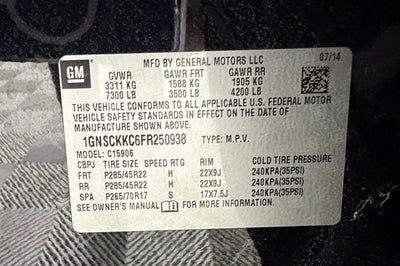 MFD BY GENERAL MOTORS LLC 07/14
GM GVWR GAWR FRT GAWR RR
3311 KG 1588 KG 1905 KG
7300 LB 3500 LB 4200 LB
THIS VEHICLE CONFORMS TO ALL APPLICABLE U.S. FEDERAL MOTOR
VEHICLE SAFETY STANDARDS IN EFFECT ON THE DATE OF
MANUFACTURE SHOWN ABOVE.
1GNSCKKC6FR250938 TYPE: M.P.V.
MODEL: C15906
CBPJ TIRE SIZE SPEED RTG RIM COLD TIRE PRESSURE
FRT P285/45R22 H 22X9J 240KPA(35PSI)
RR P285/45R22 H 22X9J 240KPA(35PSI)
SPA P265/70R17 S 17X7.5J 240KPA(35PSI)
SEE OWNER'S MANUAL FOR MORE INFORMATION.